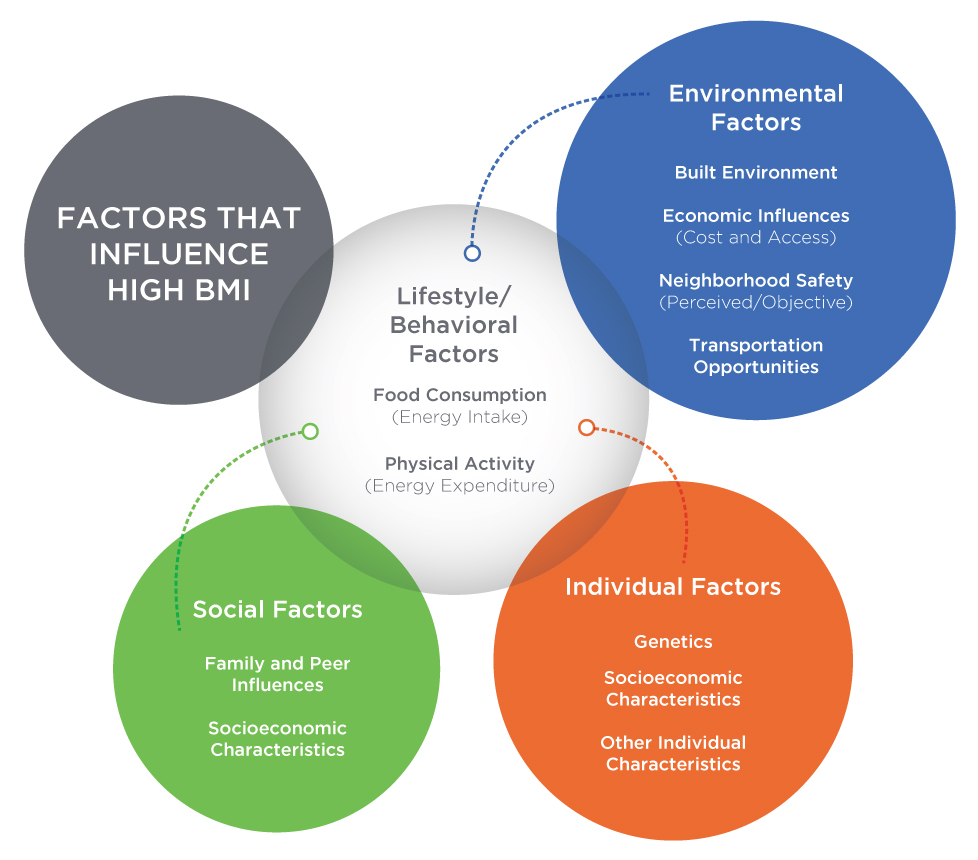 FACTORS THAT
INFLUENCE
HIGH BMI
Lifestyle/
Behavioral
Factors
Food Consumption
(Energy Intake)
Physical Activity
(Energy Expenditure)
Environmental
Factors
Built Environment
Economic Influences
(Cost and Access)
Neighborhood Safety
(Perceived/Objective)
Transportation
Opportunities
Social Factors
Family and Peer
Influences
Socioeconomic
Characteristics
Individual Factors
Genetics
Socioeconomic
Characteristics
Other Individual
Characteristics